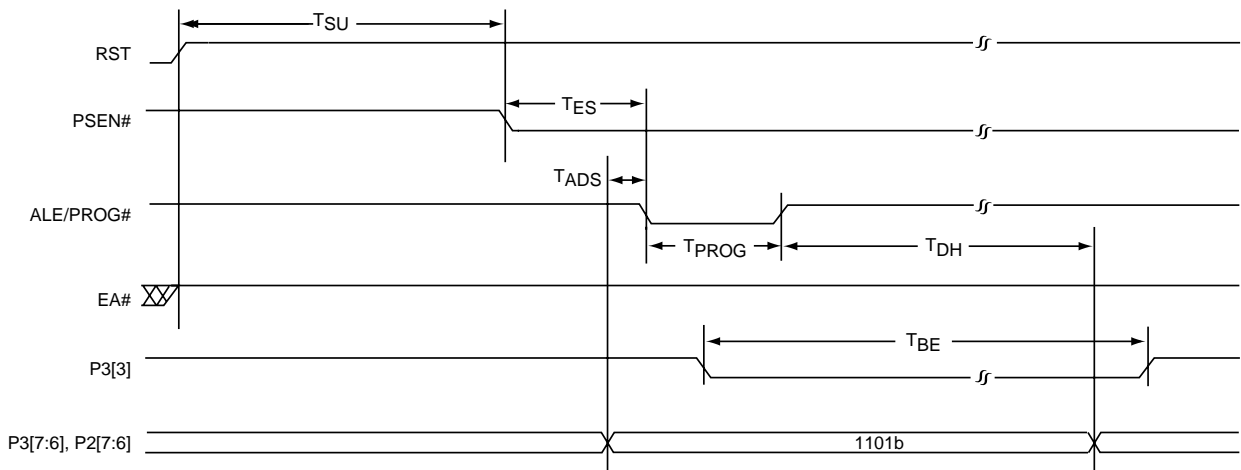 TSU
RST
TES
PSEN#
TADS
ALE/PROG#
TPROG
TDH
EA#
TBE
P3[3]
P3[7:6], P2[7:6]
1101b